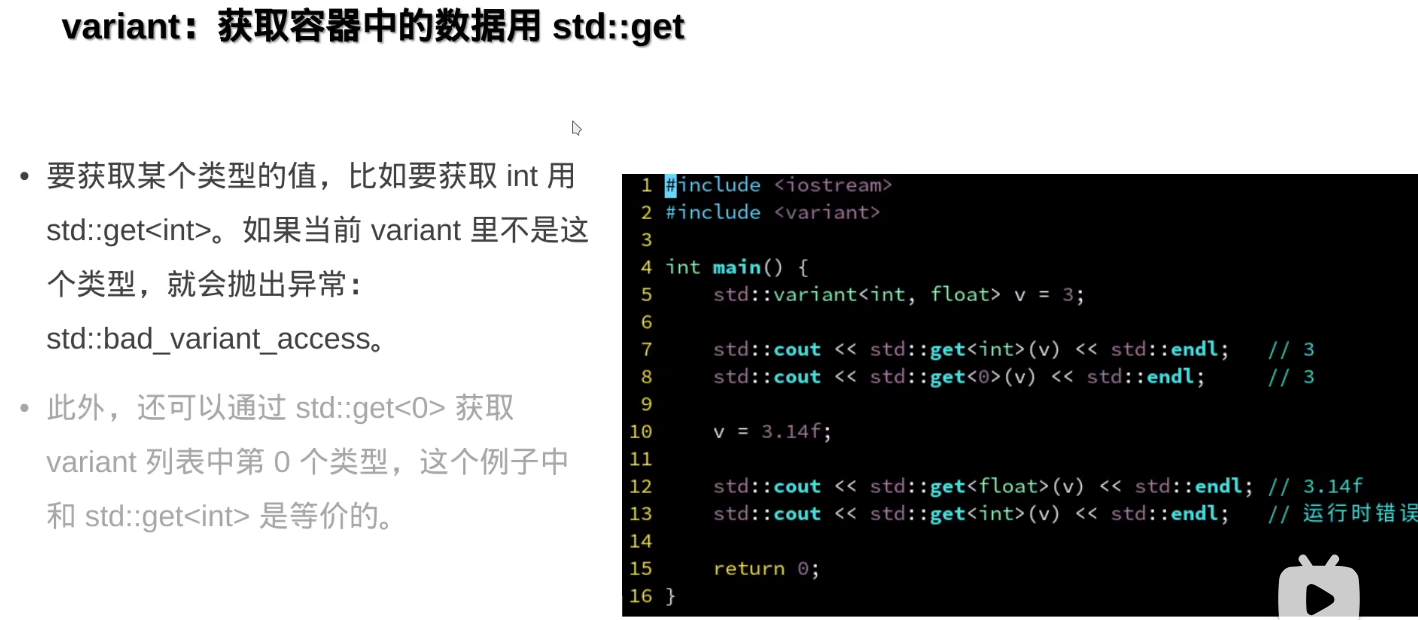 variant：获取容器中的数据用 std::get
• 要获取某个类型的值，比如要获取 int 用
std::get<int>。如果当前 variant 里不是这
个类型，就会抛出异常：
std::bad_variant_access。
• 此外，还可以通过 std::get<0> 获取
variant 列表中第 0 个类型，这个例子中
和 std::get<int> 是等价的。
1 #include <iostream>
2 #include <variant>
3
4 int main() {
5     std::variant<int, float> v = 3;
6
7     std::cout << std::get<int>(v) << std::endl;   // 3
8     std::cout << std::get<0>(v) << std::endl;     // 3
9
10     v = 3.14f;
11
12     std::cout << std::get<float>(v) << std::endl; // 3.14f
13     std::cout << std::get<int>(v) << std::endl;   // 运行时错误
14
15     return 0;
16 }